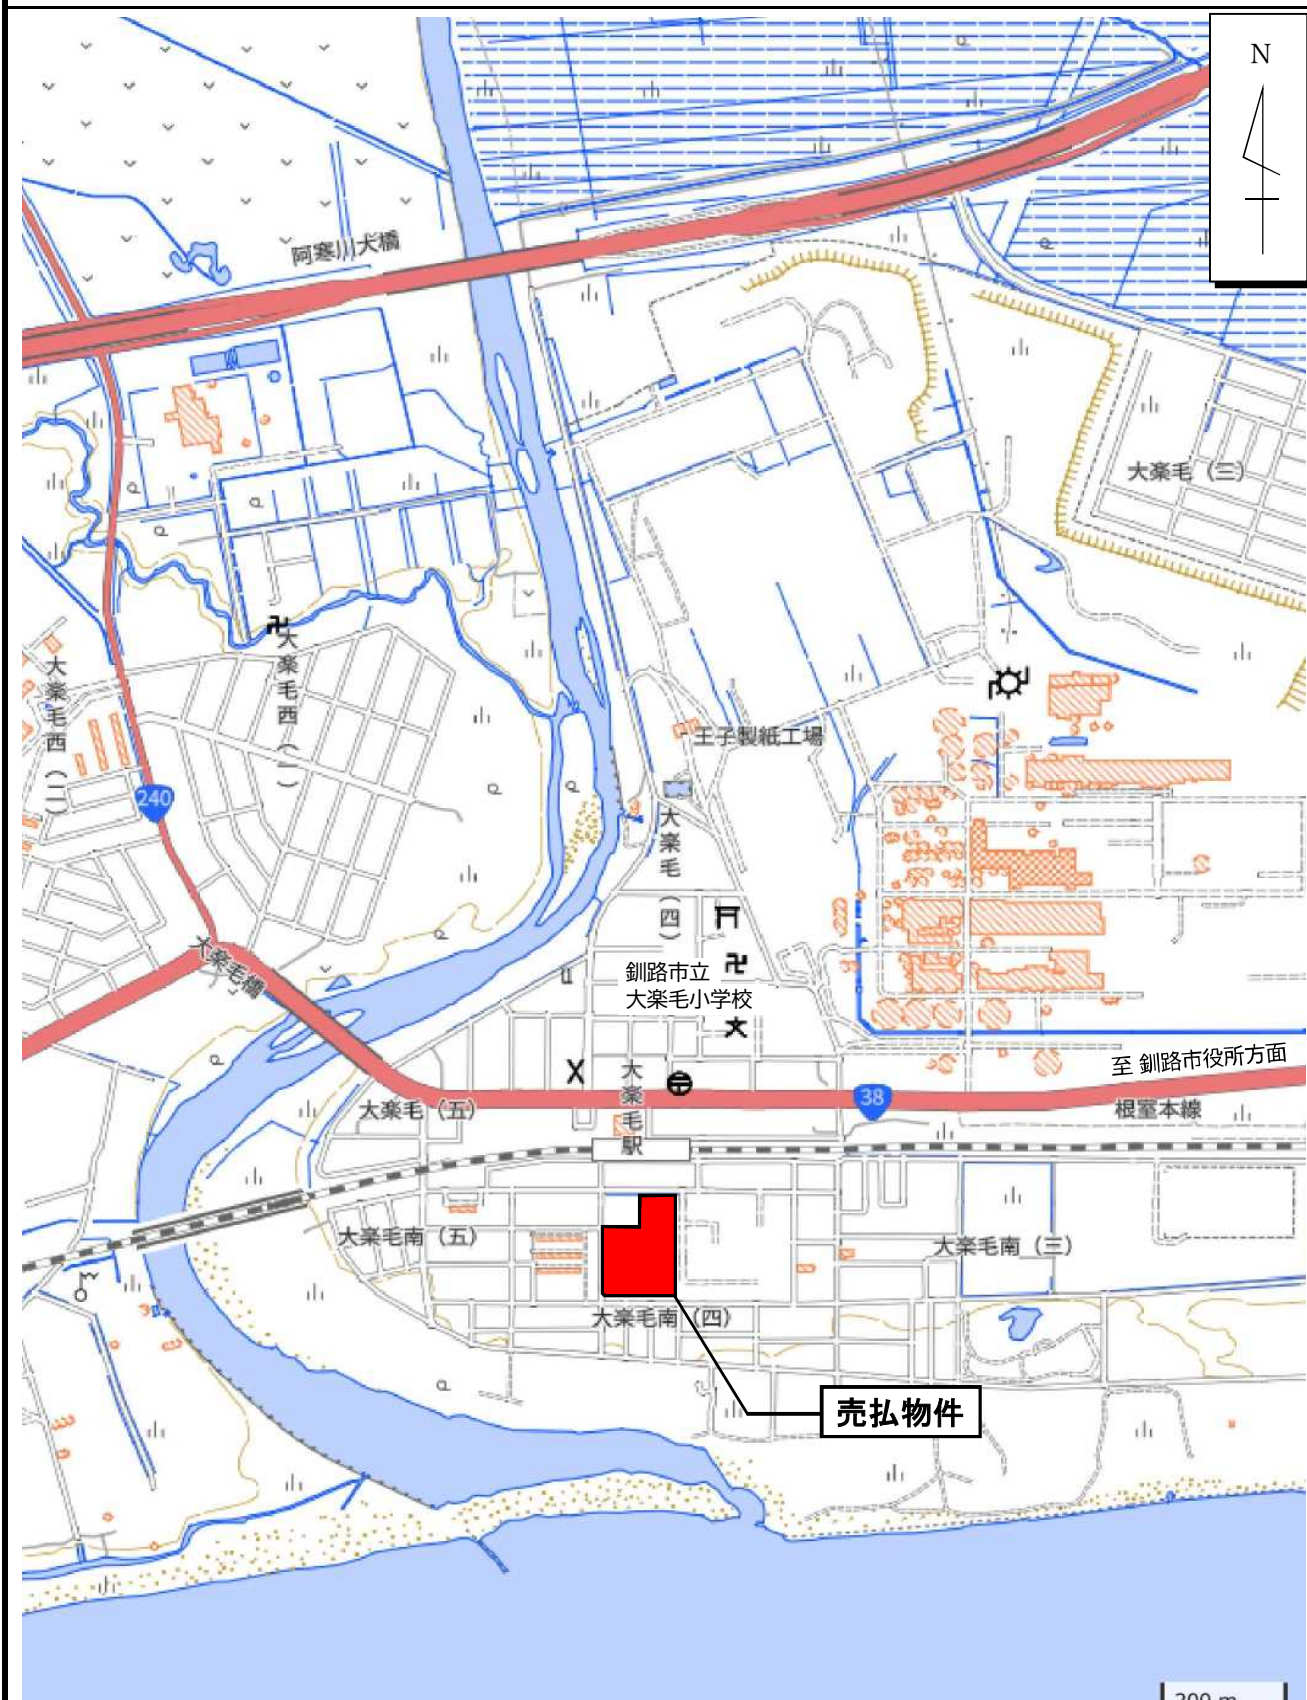 N
阿寒川大橋
大楽毛（三）
大楽毛西（一）
大楽毛西（二）
王子製紙工場
240
大楽毛（四）
大楽毛橋
釧路市立
大楽毛小学校
至 釧路市役所方面
38
大楽毛（五）
大楽毛駅
根室本線
大楽毛南（五）
大楽毛南（三）
大楽毛南（四）
売払物件
200 m